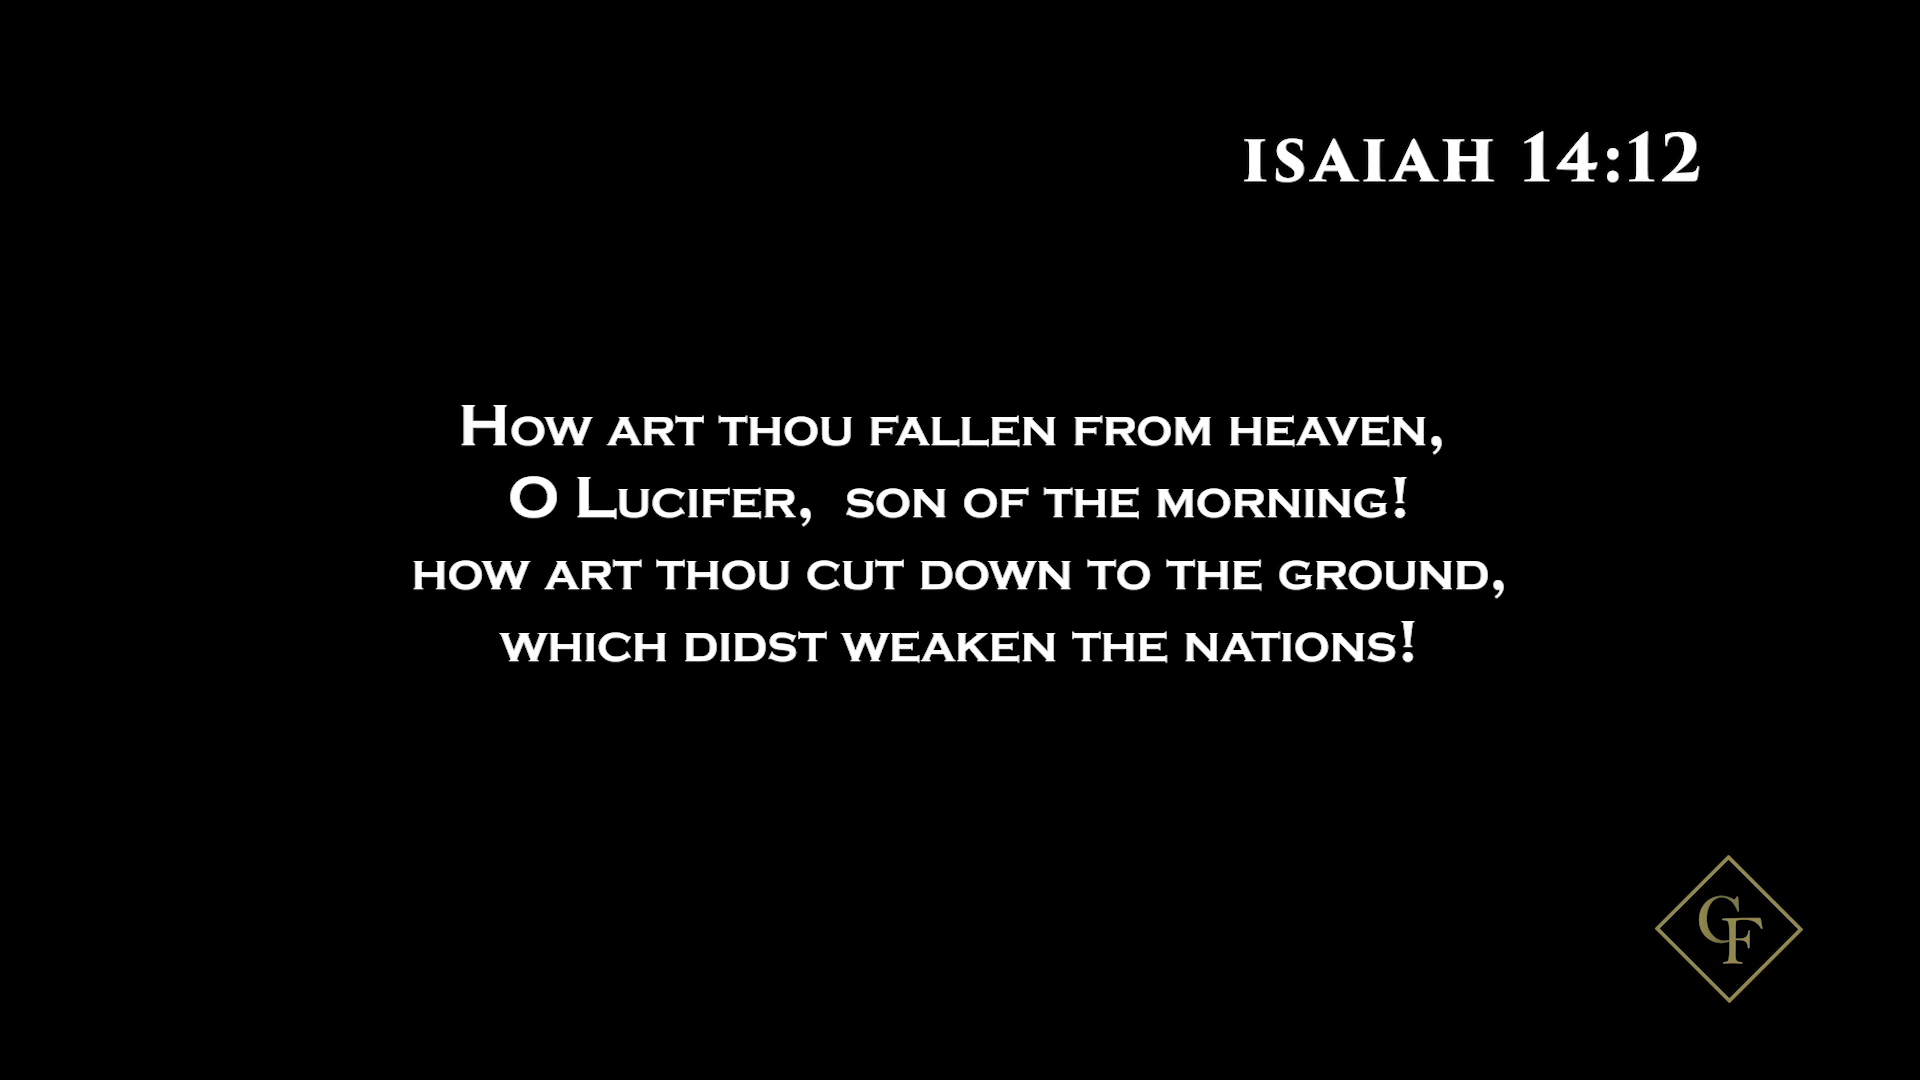 ISAIAH 14:12
How art thou fallen from heaven,
O Lucifer, son of the morning!
how art thou cut down to the ground,
which didst weaken the nations!
CF